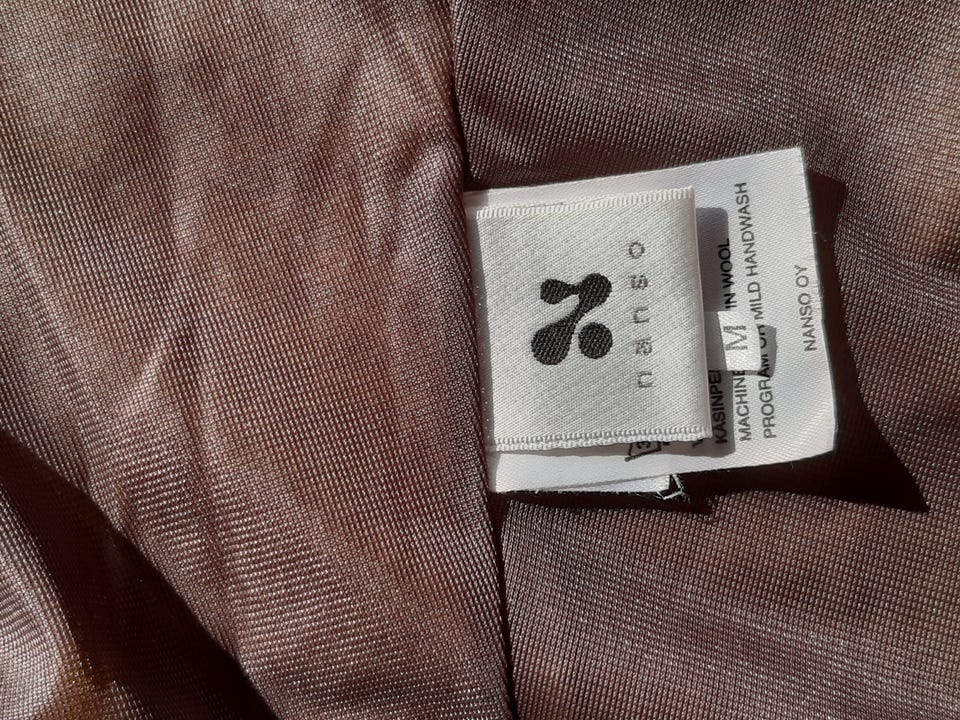 nanso
M
MACHINE IN WOOL
PROGRAM OR MILD HANDWASH
NANSO OY